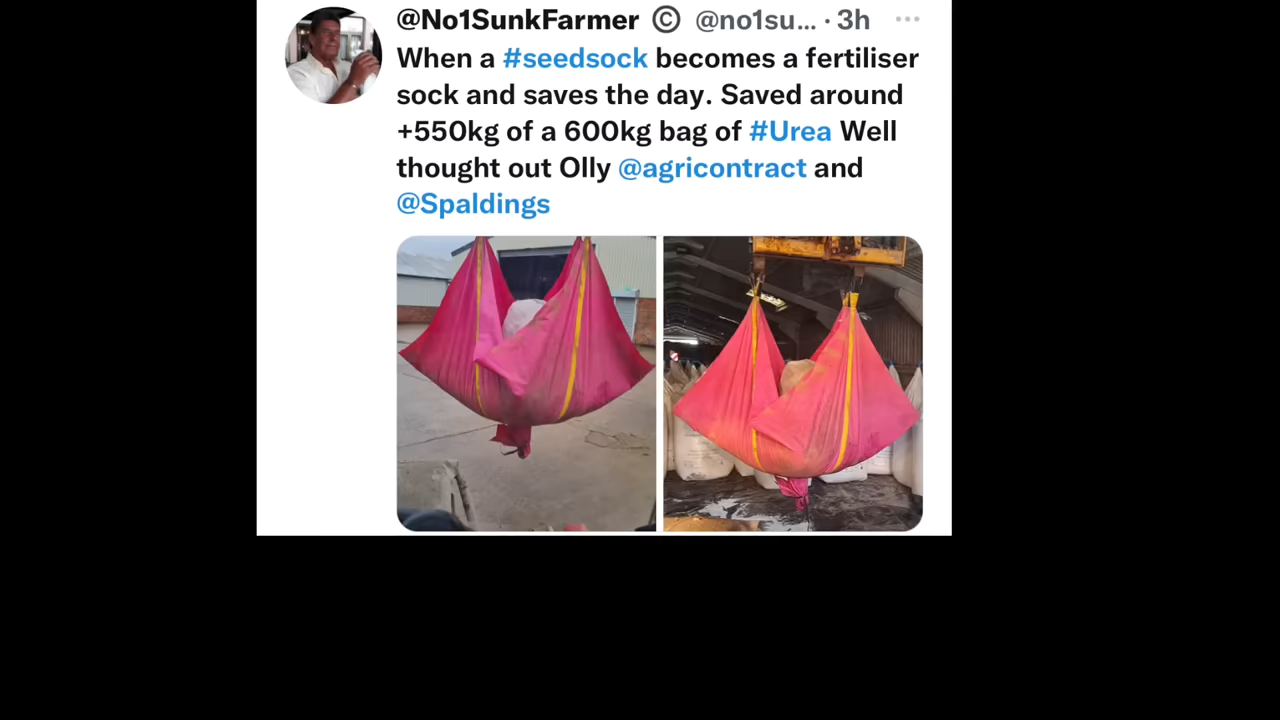 @No1SunkFarmer © @no1su... · 3h
When a #seedsock becomes a fertiliser
sock and saves the day. Saved around
+550kg of a 600kg bag of #Urea Well
thought out Olly @agricontract and
@Spaldings